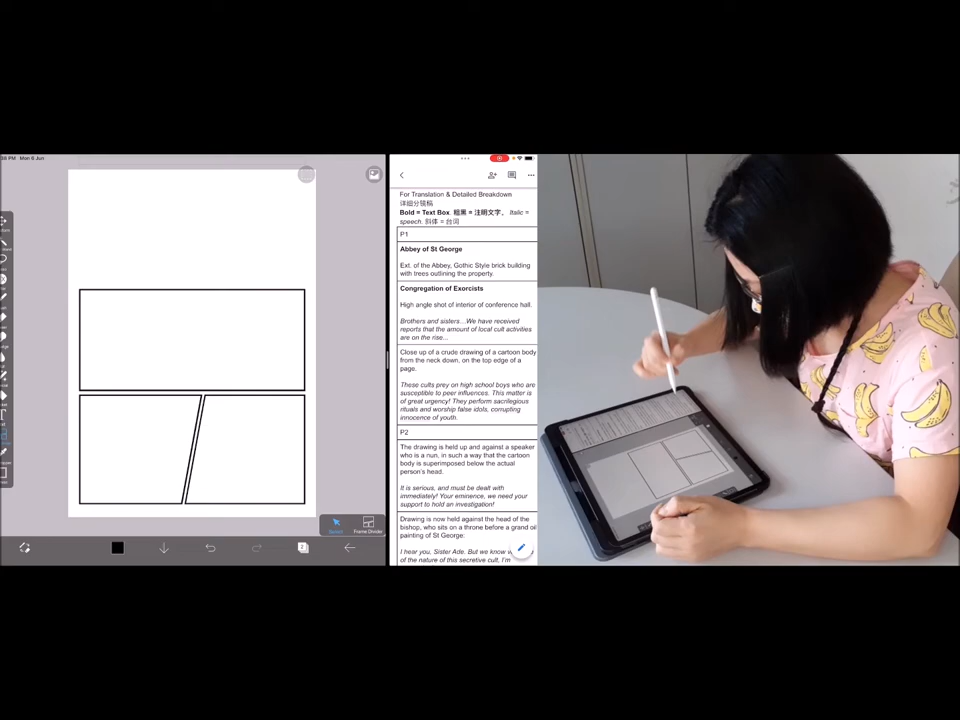 38 PM Mon 6 Jun
For Translation & Detailed Breakdown
详细分镜稿
Bold = Text Box. 暗黑 = 注明文字。 Italic =
speech. 斜体 = 台词
P1
Abbey of St George
Ext. of the Abbey, Gothic Style brick building
with trees outlining the property.
Congregation of Exorcists
High angle shot of interior of conference hall.
Brothers and sisters…We have received
reports that the amount of local cult activities
are on the rise...
Close up of a crude drawing of a cartoon body
from the neck down, on the top edge of a
page.
These cults prey on high school boys who are
susceptible to peer influences. This matter is
of great urgency! They perform sacrilegious
rituals and worship false idols, corrupting
innocence of youth.
P2
The drawing is held up and against a speaker
who is a nun, in such a way that the cartoon
body is superimposed below the actual
person's head.
It is serious, and must be dealt with
immediately! Your eminence, we need your
support to hold an investigation!
Drawing is now held against the head of the
bishop, who sits on a throne before a grand oil
painting of St George:
I hear you, Sister Ade. But we know
of the nature of this secretive cult, I'm
Frame Divider
2